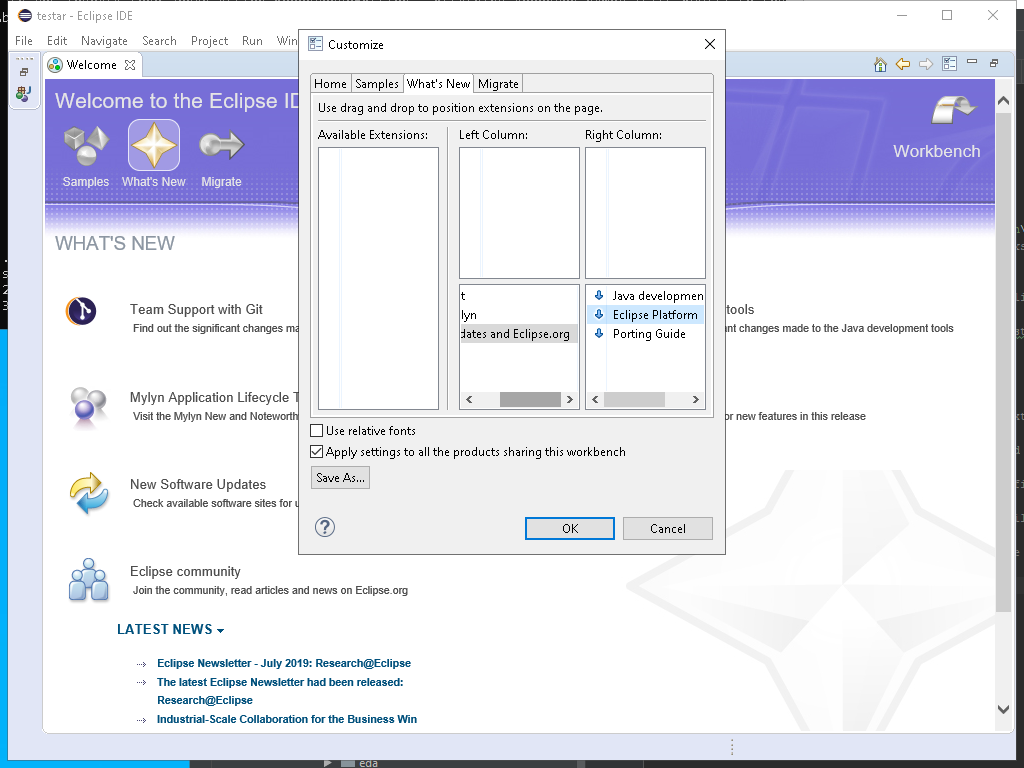 testar - Eclipse IDE
File Edit Navigate Search Project Run Win
Customize
Welcome
Home Samples What's New Migrate
Welcome to the Eclipse ID
Use drag and drop to position extensions on the page.
Available Extensions: Left Column: Right Column:
Workbench
Samples What's New Migrate
WHAT'S NEW
Team Support with Git
Find out the significant changes ma
tools
nt changes made to the Java development tools
t
lyn
dates and Eclipse.org
Java developmen
Eclipse Platform
Porting Guide
Mylyn Application Lifecycle T
Visit the Mylyn New and Noteworth
or new features in this release
Use relative fonts
Apply settings to all the products sharing this workbench
Save As...
New Software Updates
Check available software sites for u
OK Cancel
Eclipse community
Join the community, read articles and news on Eclipse.org
LATEST NEWS
Eclipse Newsletter - July 2019: Research@Eclipse
The latest Eclipse Newsletter had been released:
Research@Eclipse
Industrial-Scale Collaboration for the Business Win
eda